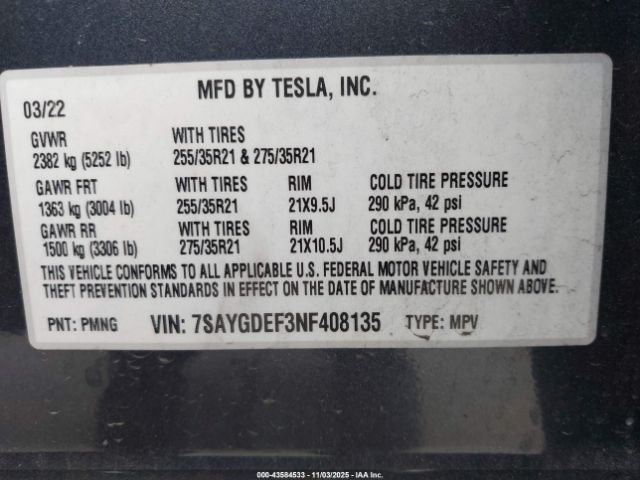 MFD BY TESLA, INC.
03/22
GVWR WITH TIRES
2382 kg (5252 lb) 255/35R21 & 275/35R21
GAWR FRT WITH TIRES RIM COLD TIRE PRESSURE
1363 kg (3004 lb) 255/35R21 21X9.5J 290 kPa, 42 psi
GAWR RR WITH TIRES RIM COLD TIRE PRESSURE
1500 kg (3306 lb) 275/35R21 21X10.5J 290 kPa, 42 psi
THIS VEHICLE CONFORMS TO ALL APPLICABLE U.S. FEDERAL MOTOR VEHICLE SAFETY AND
THEFT PREVENTION STANDARDS IN EFFECT ON THE DATE OF MANUFACTURE SHOWN ABOVE.
PNT: PMNG VIN: 7SAYGDEF3NF408135 TYPE: MPV
000-43584533 - 11/03/2025 - IAA Inc.